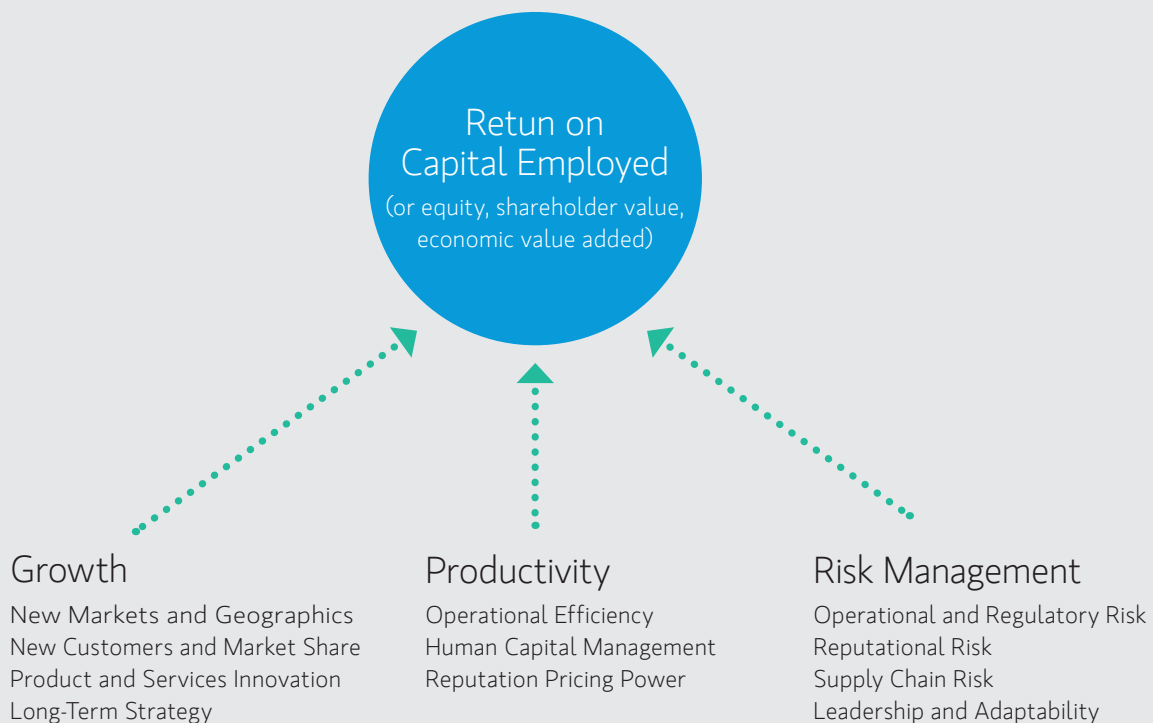 Retun on
Capital Employed
(or equity, shareholder value,
economic value added)
Growth
New Markets and Geographics
New Customers and Market Share
Product and Services Innovation
Long-Term Strategy
Productivity
Operational Efficiency
Human Capital Management
Reputation Pricing Power
Risk Management
Operational and Regulatory Risk
Reputational Risk
Supply Chain Risk
Leadership and Adaptability